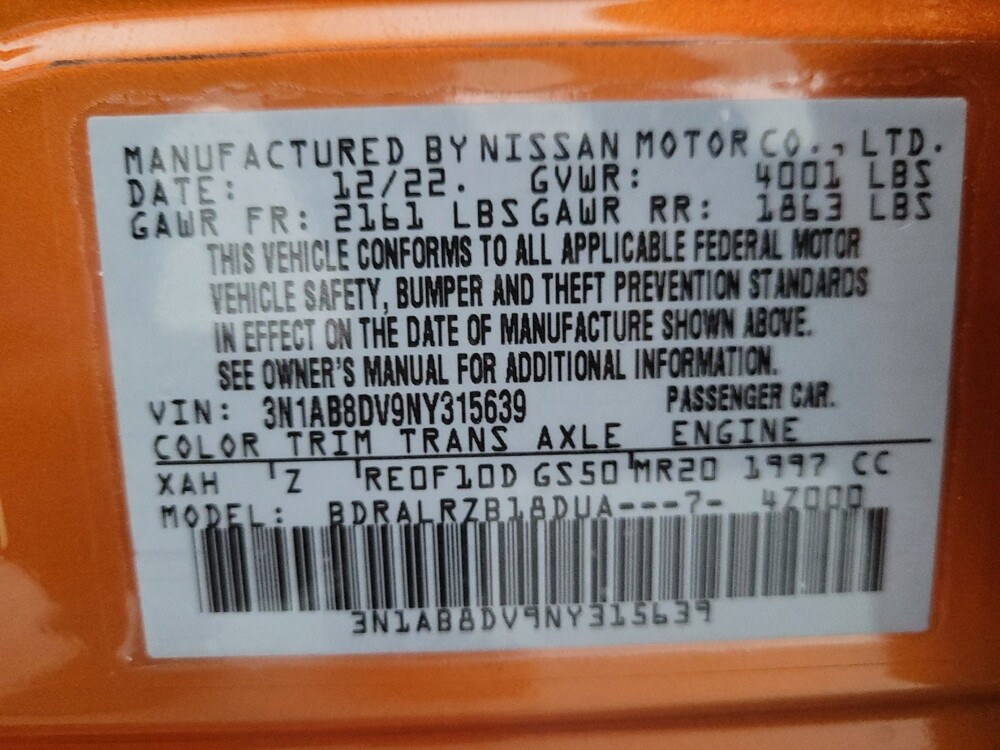 MANUFACTURED BY NISSAN MOTOR CO., LTD.
DATE: 12/22. GVWR: 4001 LBS
GAWR FR: 2161 LBS GAWR RR: 1863 LBS
THIS VEHICLE CONFORMS TO ALL APPLICABLE FEDERAL MOTOR
VEHICLE SAFETY, BUMPER AND THEFT PREVENTION STANDARDS
IN EFFECT ON THE DATE OF MANUFACTURE SHOWN ABOVE.
SEE OWNER'S MANUAL FOR ADDITIONAL INFORMATION.
VIN: 3N1AB8DV9NY315639 PASSENGER CAR.
COLOR TRIM TRANS AXLE ENGINE
XAH Z RE0F10D GS50 MR20 1997 CC
MODEL: BDRALRZB18DUA---7- 4Z000
3N1AB8DV9NY315639